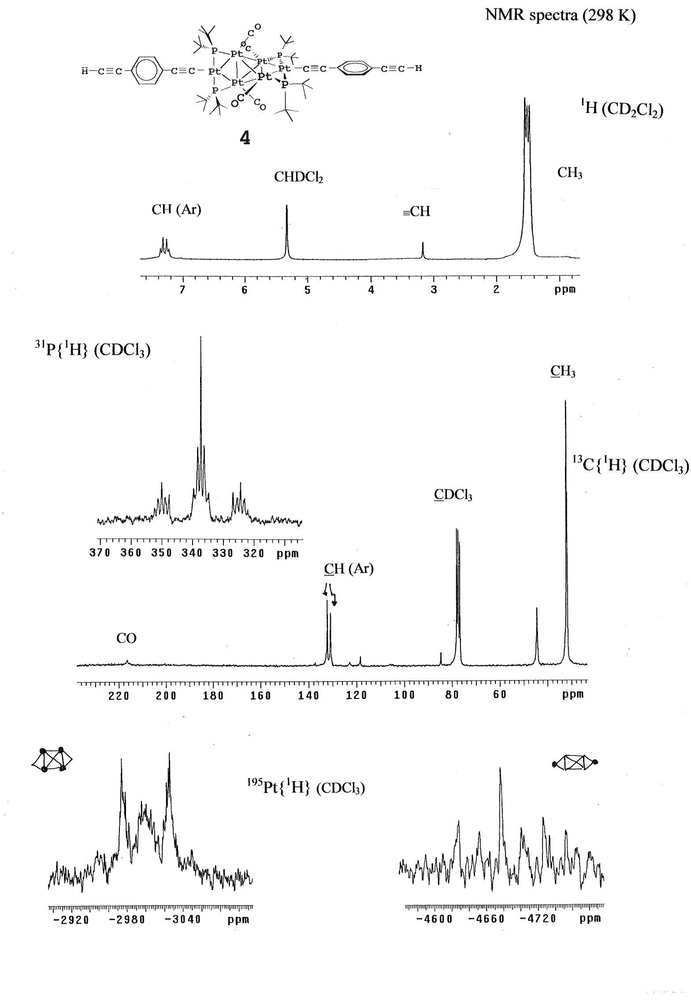 NMR spectra (298 K)
CO
OC
P Pt Pt P
H—C≡C C≡C—Pt Pt—C≡C C≡C—H
Pt Pt
P P
OC CO
4
¹H (CD₂Cl₂)
CH₃
CHDCl₂
CH (Ar)
≡CH
7 6 5 4 3 2 ppm
³¹P{¹H} (CDCl₃)
CH₃
¹³C{¹H} (CDCl₃)
CDCl₃
370 360 350 340 330 320 ppm
CH (Ar)
CO
220 200 180 160 140 120 100 80 60 ppm
¹⁹⁵Pt{¹H} (CDCl₃)
-2920 -2980 -3040 ppm
-4600 -4660 -4720 ppm